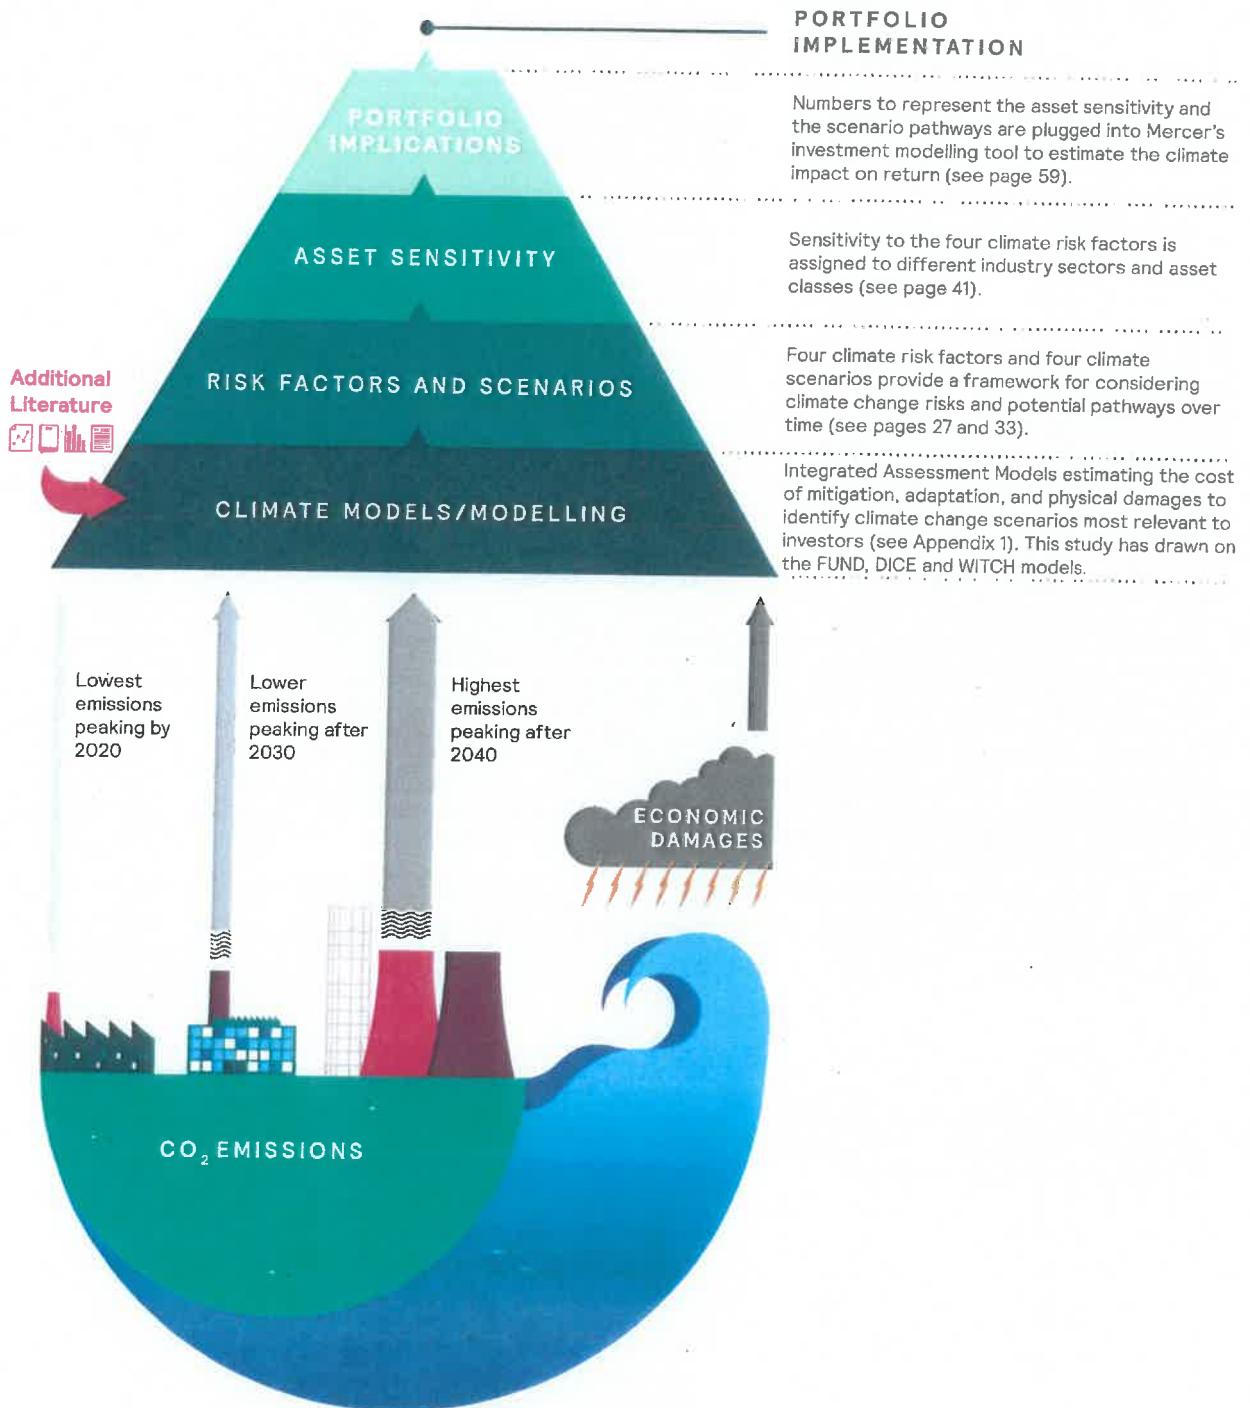 PORTFOLIO
IMPLEMENTATION
PORTFOLIO
IMPLICATIONS
Numbers to represent the asset sensitivity and
the scenario pathways are plugged into Mercer's
investment modelling tool to estimate the climate
impact on return (see page 59).
ASSET SENSITIVITY
Sensitivity to the four climate risk factors is
assigned to different industry sectors and asset
classes (see page 41).
Additional
Literature
RISK FACTORS AND SCENARIOS
Four climate risk factors and four climate
scenarios provide a framework for considering
climate change risks and potential pathways over
time (see pages 27 and 33).
CLIMATE MODELS/MODELLING
Integrated Assessment Models estimating the cost
of mitigation, adaptation, and physical damages to
identify climate change scenarios most relevant to
investors (see Appendix 1). This study has drawn on
the FUND, DICE and WITCH models.
Lowest
emissions
peaking by
2020
Lower
emissions
peaking after
2030
Highest
emissions
peaking after
2040
ECONOMIC
DAMAGES
CO₂ EMISSIONS